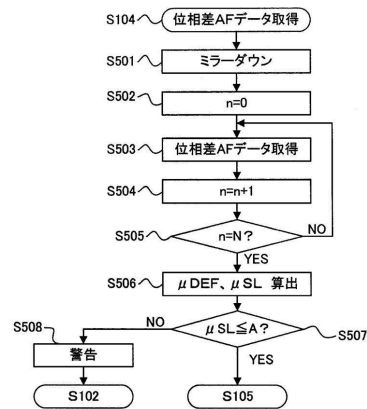 S104 位相差AFデータ取得
S501 ミラーダウン
S502 n=0
S503 位相差AFデータ取得
S504 n=n+1
S505 n=N? NO
YES
S506 μDEF、μSL 算出
S508 NO μSL≦A? S507
警告 YES
S102 S105